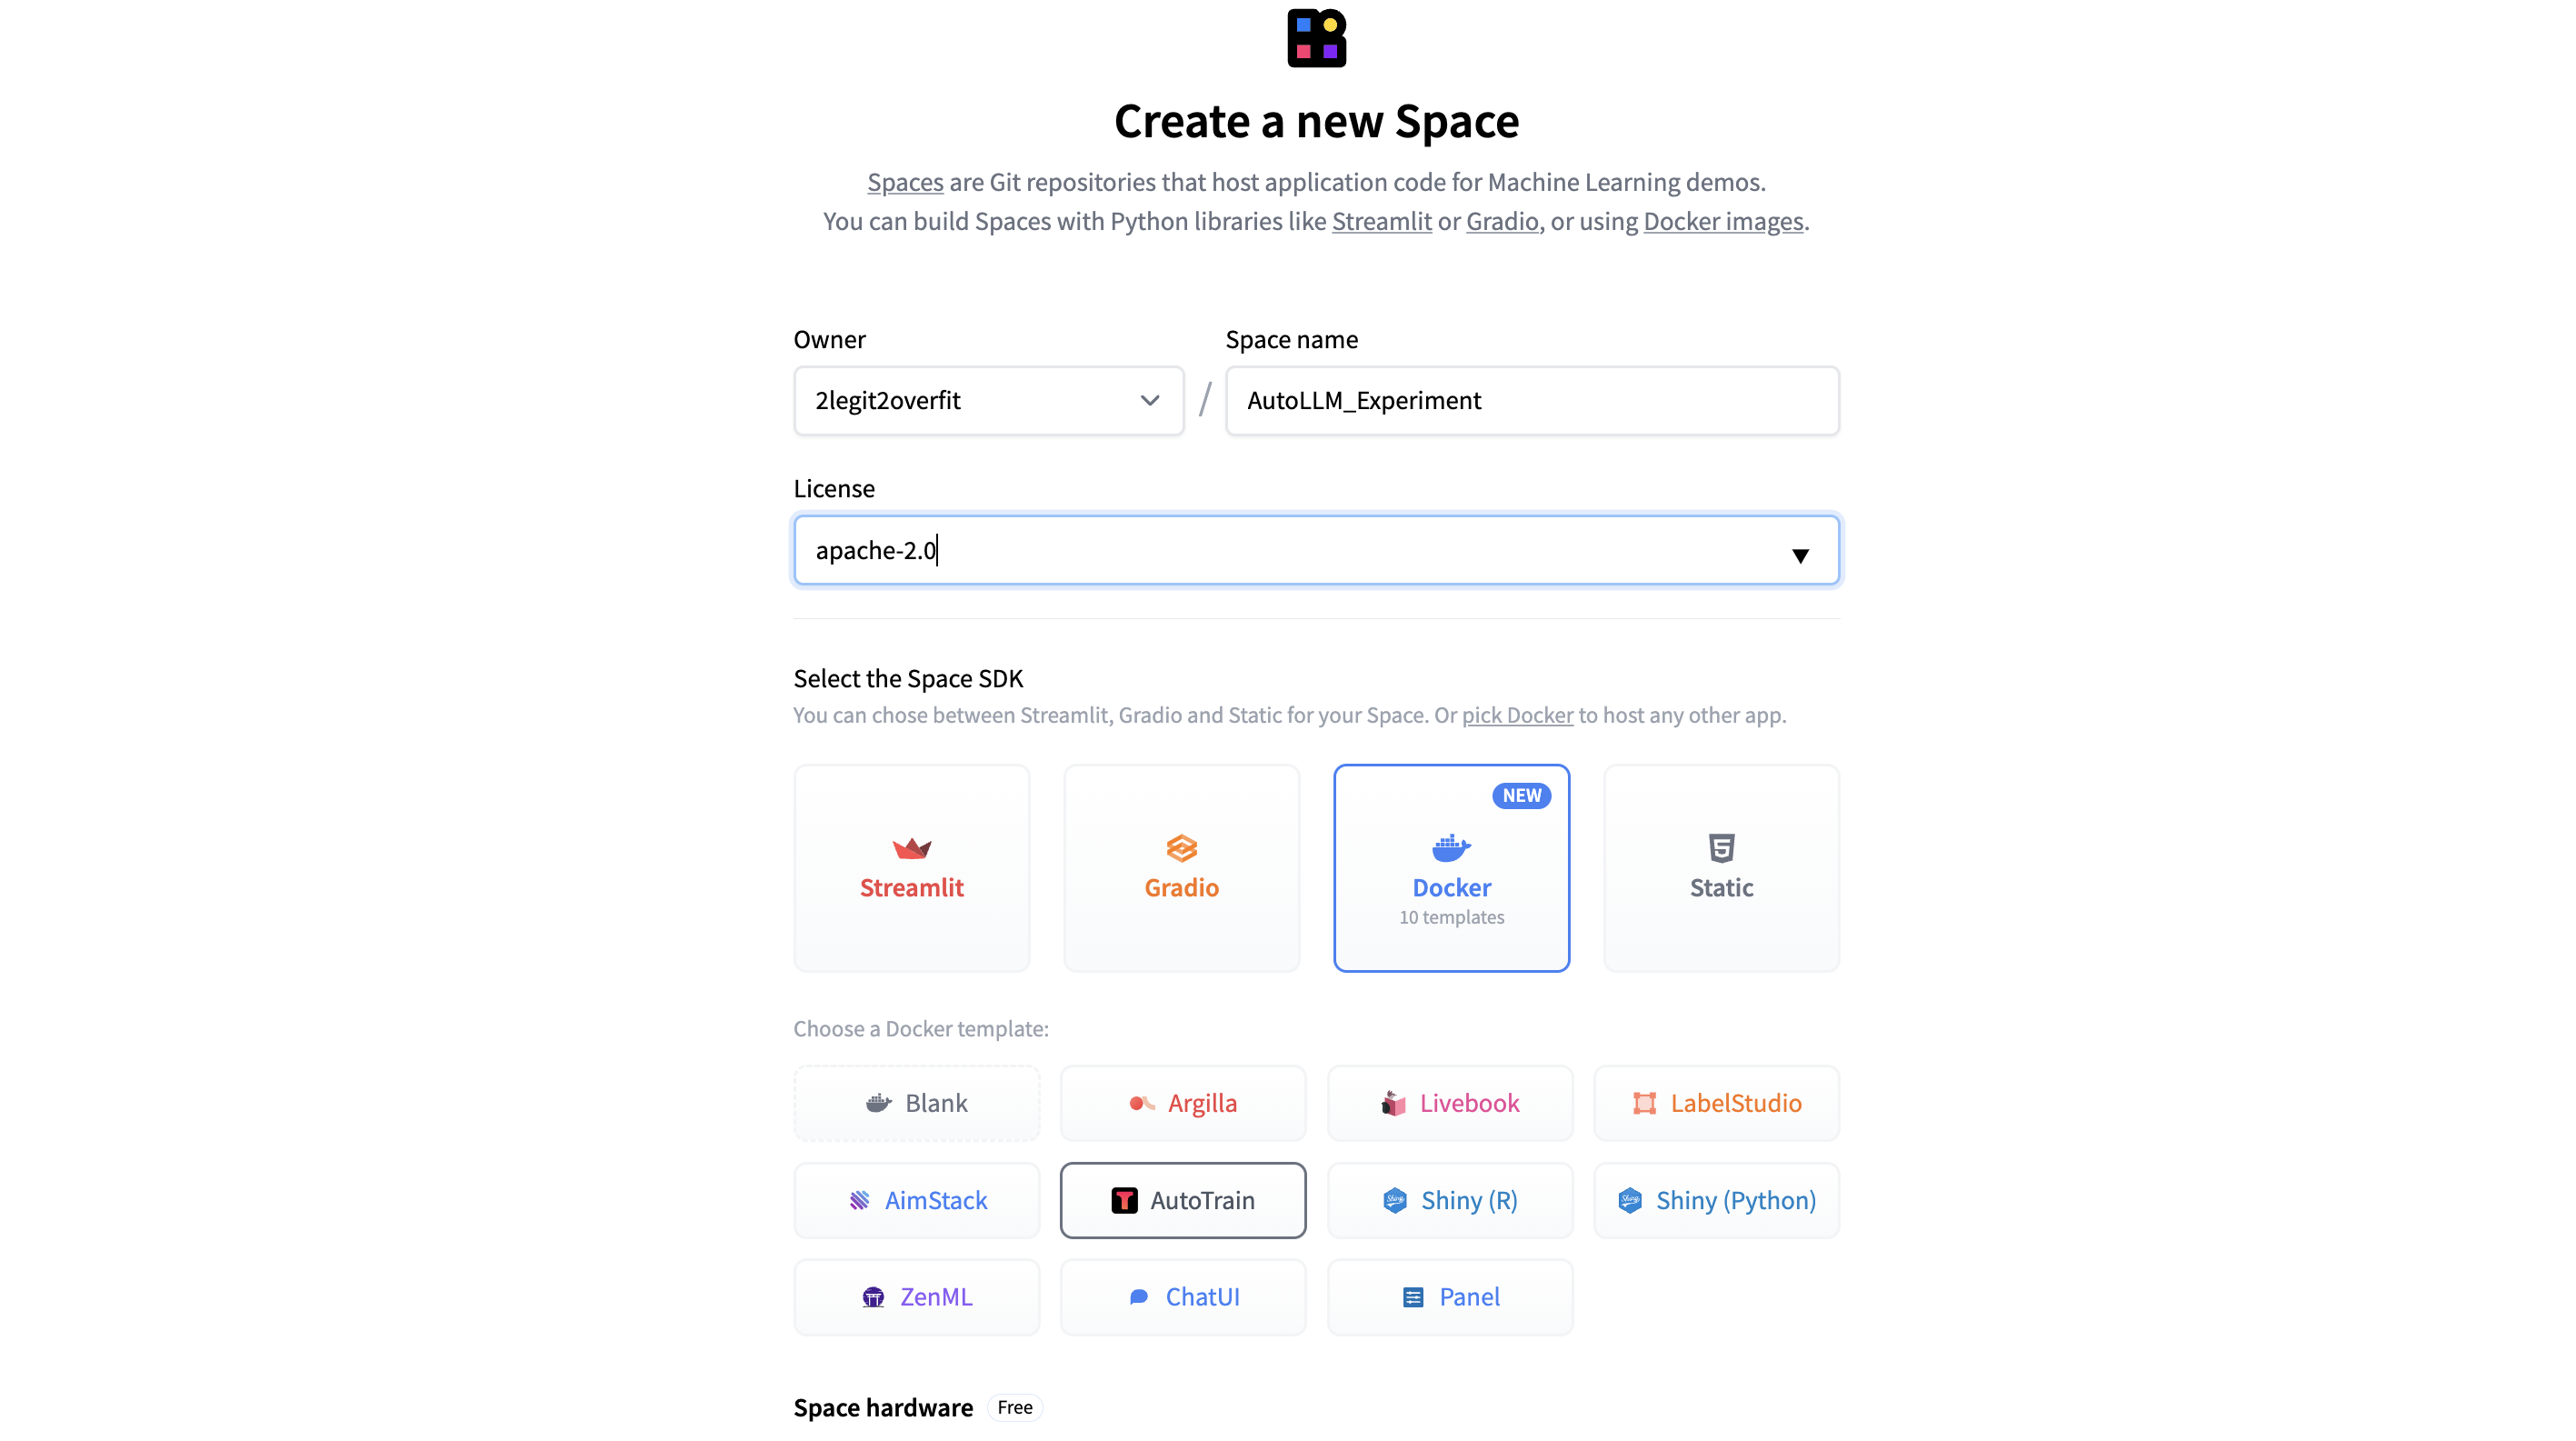 Create a new Space
Spaces are Git repositories that host application code for Machine Learning demos.
You can build Spaces with Python libraries like Streamlit or Gradio, or using Docker images.
Owner
Space name
2legit2overfit
/
AutoLLM_Experiment
License
apache-2.0
Select the Space SDK
You can chose between Streamlit, Gradio and Static for your Space. Or pick Docker to host any other app.
Streamlit
Gradio
NEW
Docker
10 templates
Static
Choose a Docker template:
Blank
Argilla
Livebook
LabelStudio
AimStack
AutoTrain
Shiny (R)
Shiny (Python)
ZenML
ChatUI
Panel
Space hardware Free